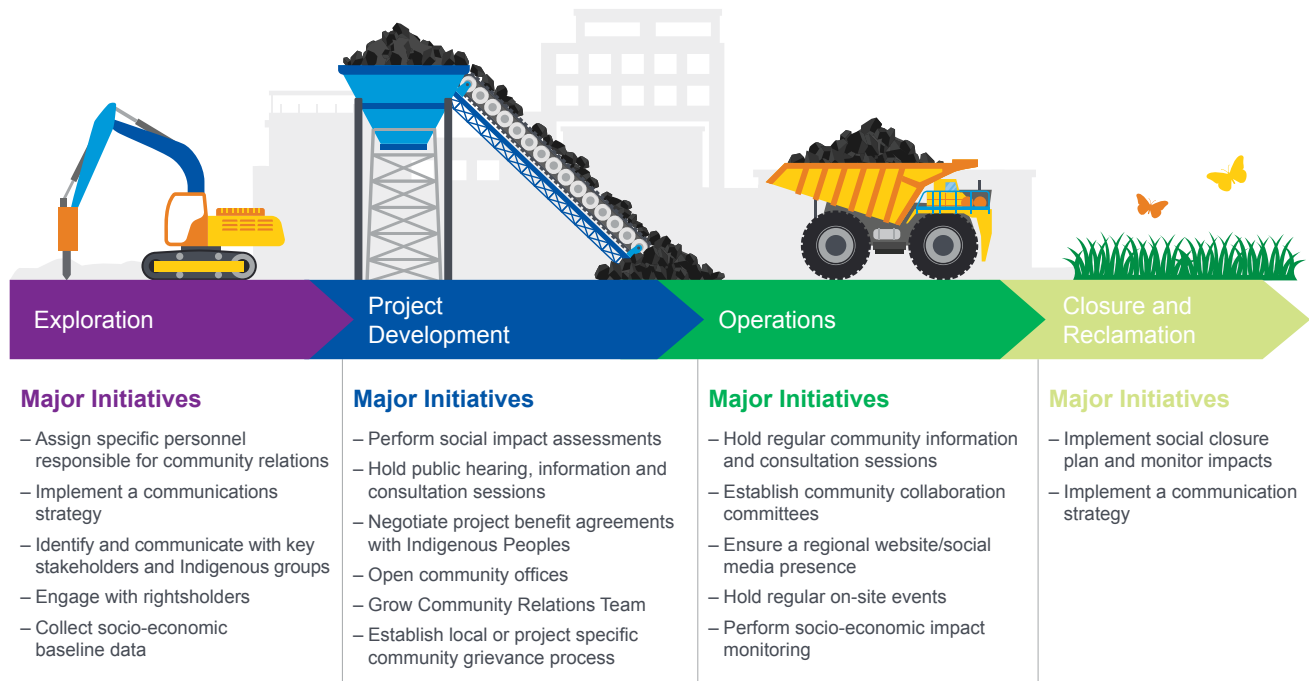 Exploration
Project
Development
Operations
Closure and
Reclamation
Major Initiatives
– Assign specific personnel
responsible for community relations
– Implement a communications
strategy
– Identify and communicate with key
stakeholders and Indigenous groups
– Engage with rightsholders
– Collect socio-economic
baseline data
Major Initiatives
– Perform social impact assessments
– Hold public hearing, information and
consultation sessions
– Negotiate project benefit agreements
with Indigenous Peoples
– Open community offices
– Grow Community Relations Team
– Establish local or project specific
community grievance process
Major Initiatives
– Hold regular community information
and consultation sessions
– Establish community collaboration
committees
– Ensure a regional website/social
media presence
– Hold regular on-site events
– Perform socio-economic impact
monitoring
Major Initiatives
– Implement social closure
plan and monitor impacts
– Implement a communication
strategy